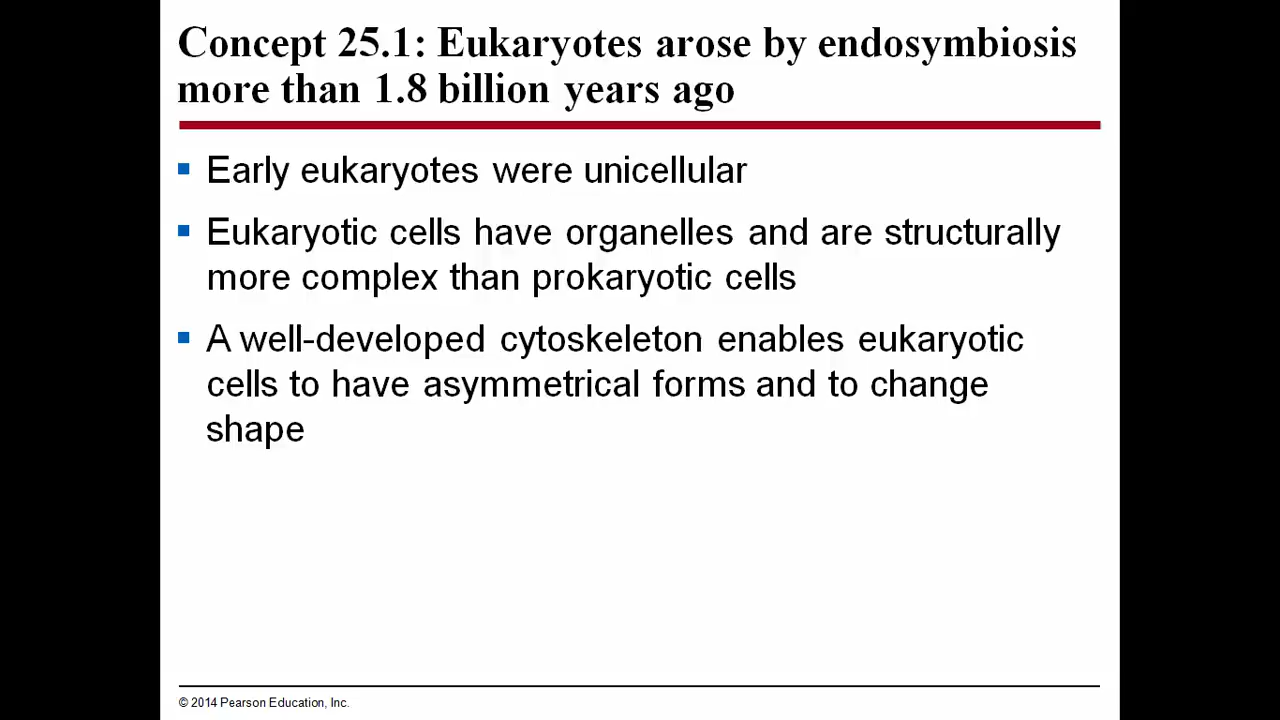 Concept 25.1: Eukaryotes arose by endosymbiosis
more than 1.8 billion years ago
Early eukaryotes were unicellular
Eukaryotic cells have organelles and are structurally
more complex than prokaryotic cells
A well-developed cytoskeleton enables eukaryotic
cells to have asymmetrical forms and to change
shape
© 2014 Pearson Education, Inc.